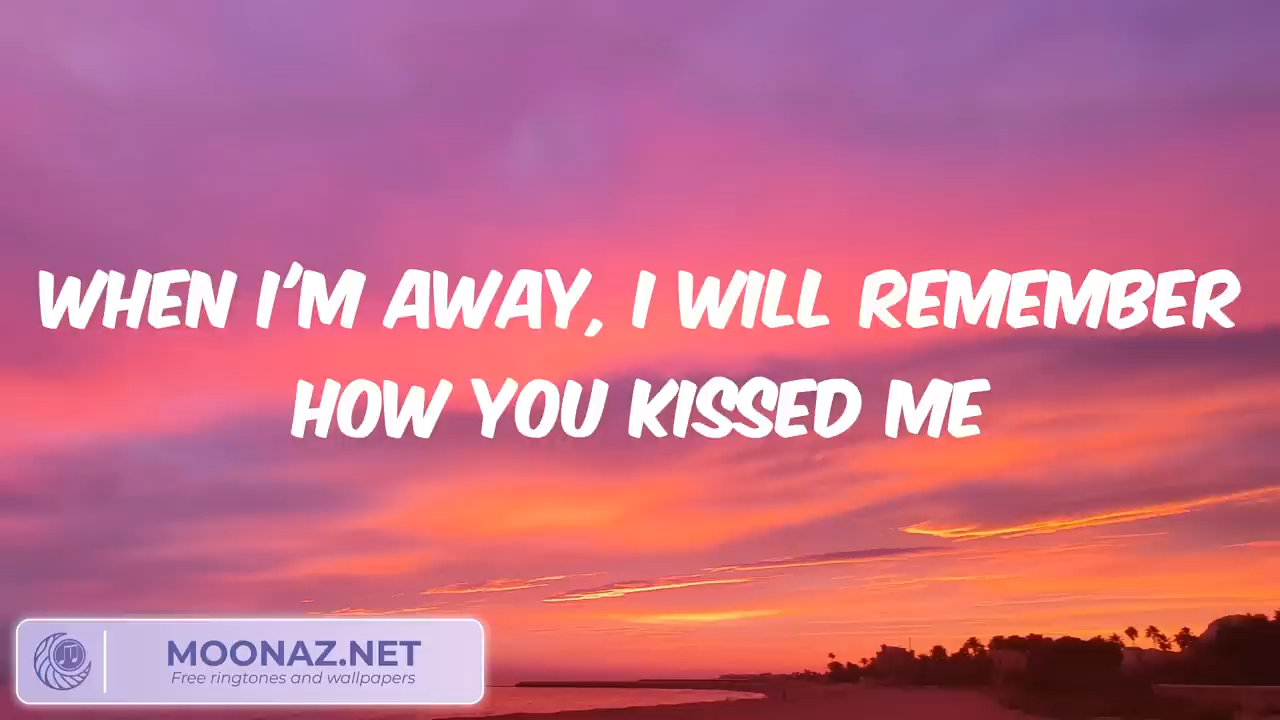 WHEN I'M AWAY, I WILL REMEMBER
HOW YOU KISSED ME
MOONAZ.NET
Free ringtones and wallpapers